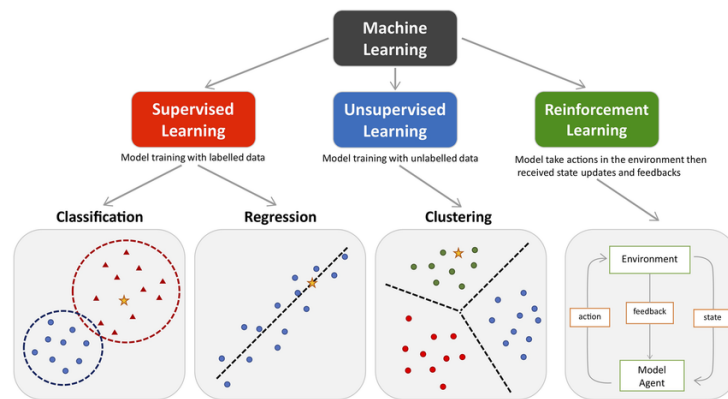 Machine
Learning
Supervised
Learning
Unsupervised
Learning
Reinforcement
Learning
Model training with labelled data
Model training with unlabelled data
Model take actions in the environment then
received state updates and feedbacks
Classification
Regression
Clustering
Environment
action
feedback
state
Model
Agent